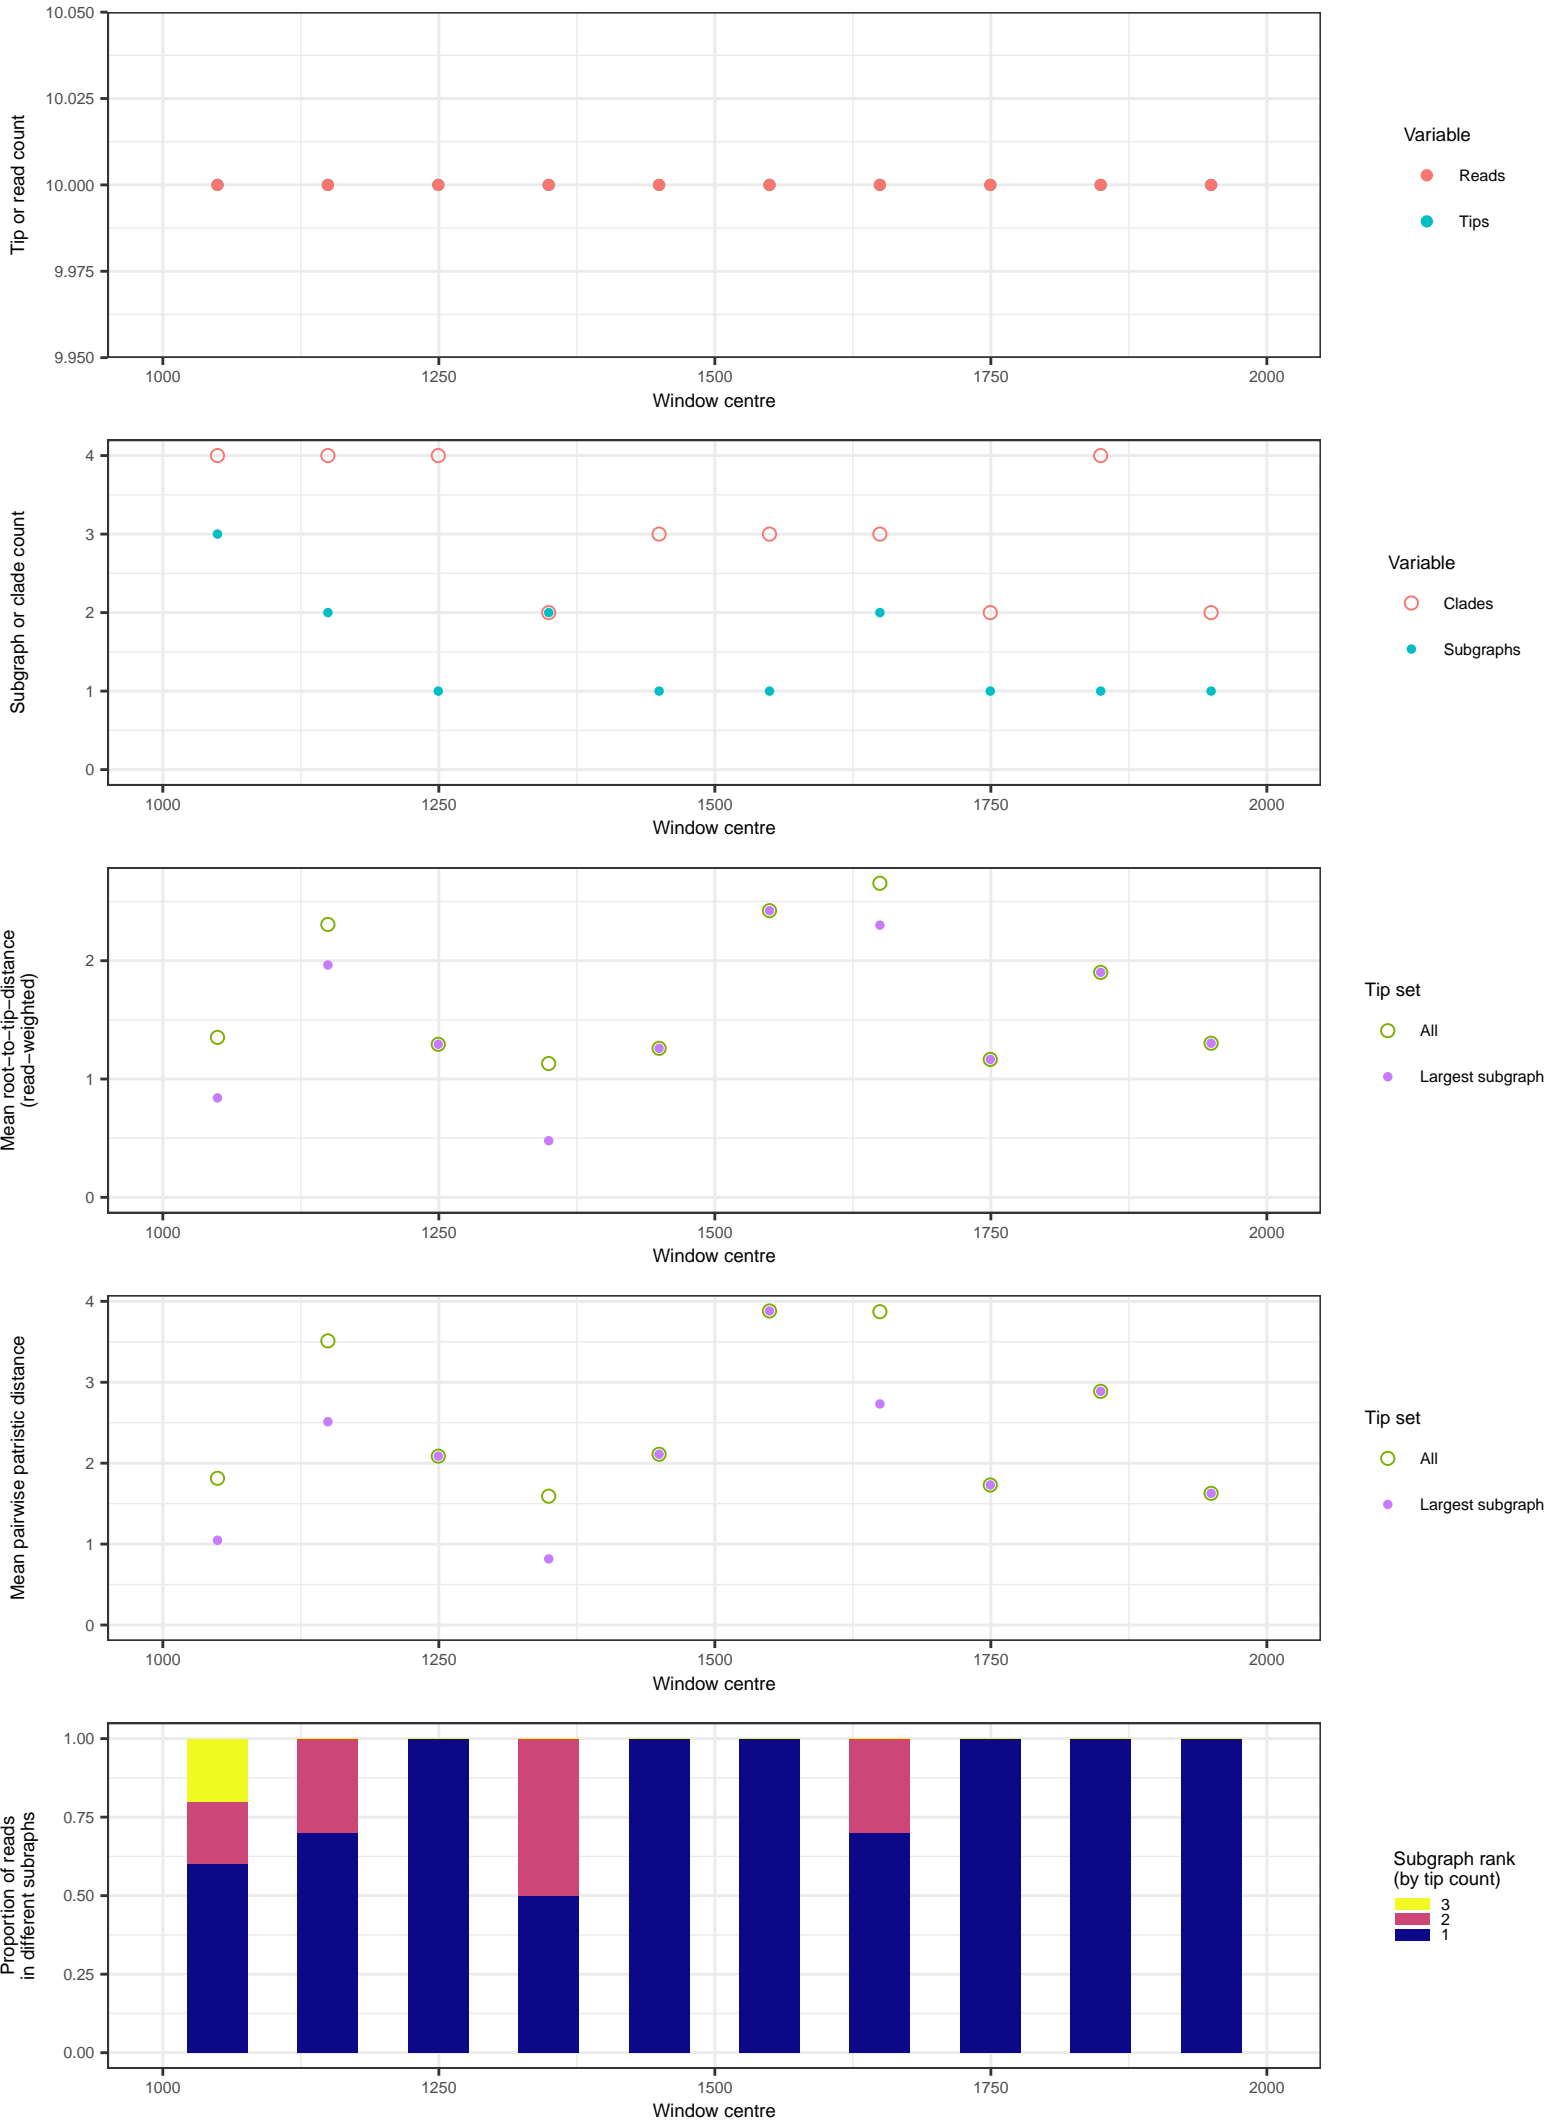 10.050
10.025
10.000
9.975
9.950
Tip or read count
1000 1250 1500 1750 2000
Window centre
Variable
Reads
Tips
4
3
2
1
0
Subgraph or clade count
1000 1250 1500 1750 2000
Window centre
Variable
Clades
Subgraphs
2
1
0
Mean root−to−tip−distance
(read−weighted)
1000 1250 1500 1750 2000
Window centre
Tip set
All
Largest subgraph
4
3
2
1
0
Mean pairwise patristic distance
1000 1250 1500 1750 2000
Window centre
Tip set
All
Largest subgraph
1.00
0.75
0.50
0.25
0.00
Proportion of reads
in different subraphs
1000 1250 1500 1750 2000
Window centre
Subgraph rank
(by tip count)
3
2
1